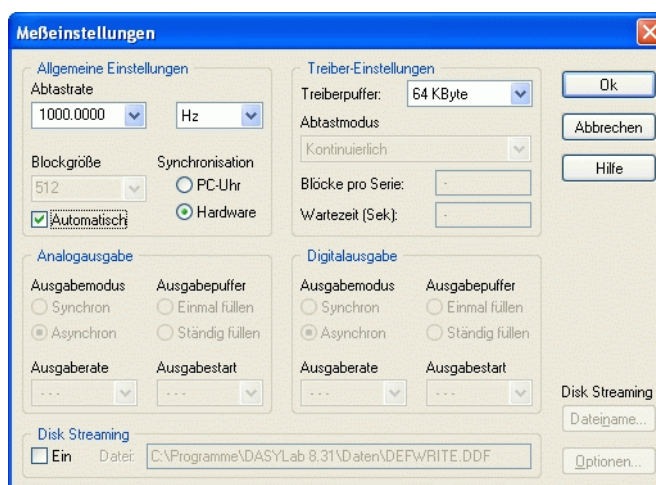 Meßeinstellungen
Allgemeine Einstellungen
Abtastrate
1000.0000 Hz
Blockgröße Synchronisation
512 PC-Uhr
Automatisch Hardware
Treiber-Einstellungen
Treiberpuffer: 64 KByte
Abtastmodus
Kontinuierlich
Blöcke pro Serie: -
Wartezeit (Sek): -
Ok
Abbrechen
Hilfe
Analogausgabe
Ausgabemodus Ausgabepuffer
Synchron Einmal füllen
Asynchron Ständig füllen
Ausgaberate Ausgabestart
--- ---
Digitalausgabe
Ausgabemodus Ausgabepuffer
Synchron Einmal füllen
Asynchron Ständig füllen
Ausgaberate Ausgabestart
--- ---
Disk Streaming
Ein Datei: C:\Programme\DASYLab 8.31\Daten\DEFWRITE.DDF
Disk Streaming
Dateiname...
Optionen...